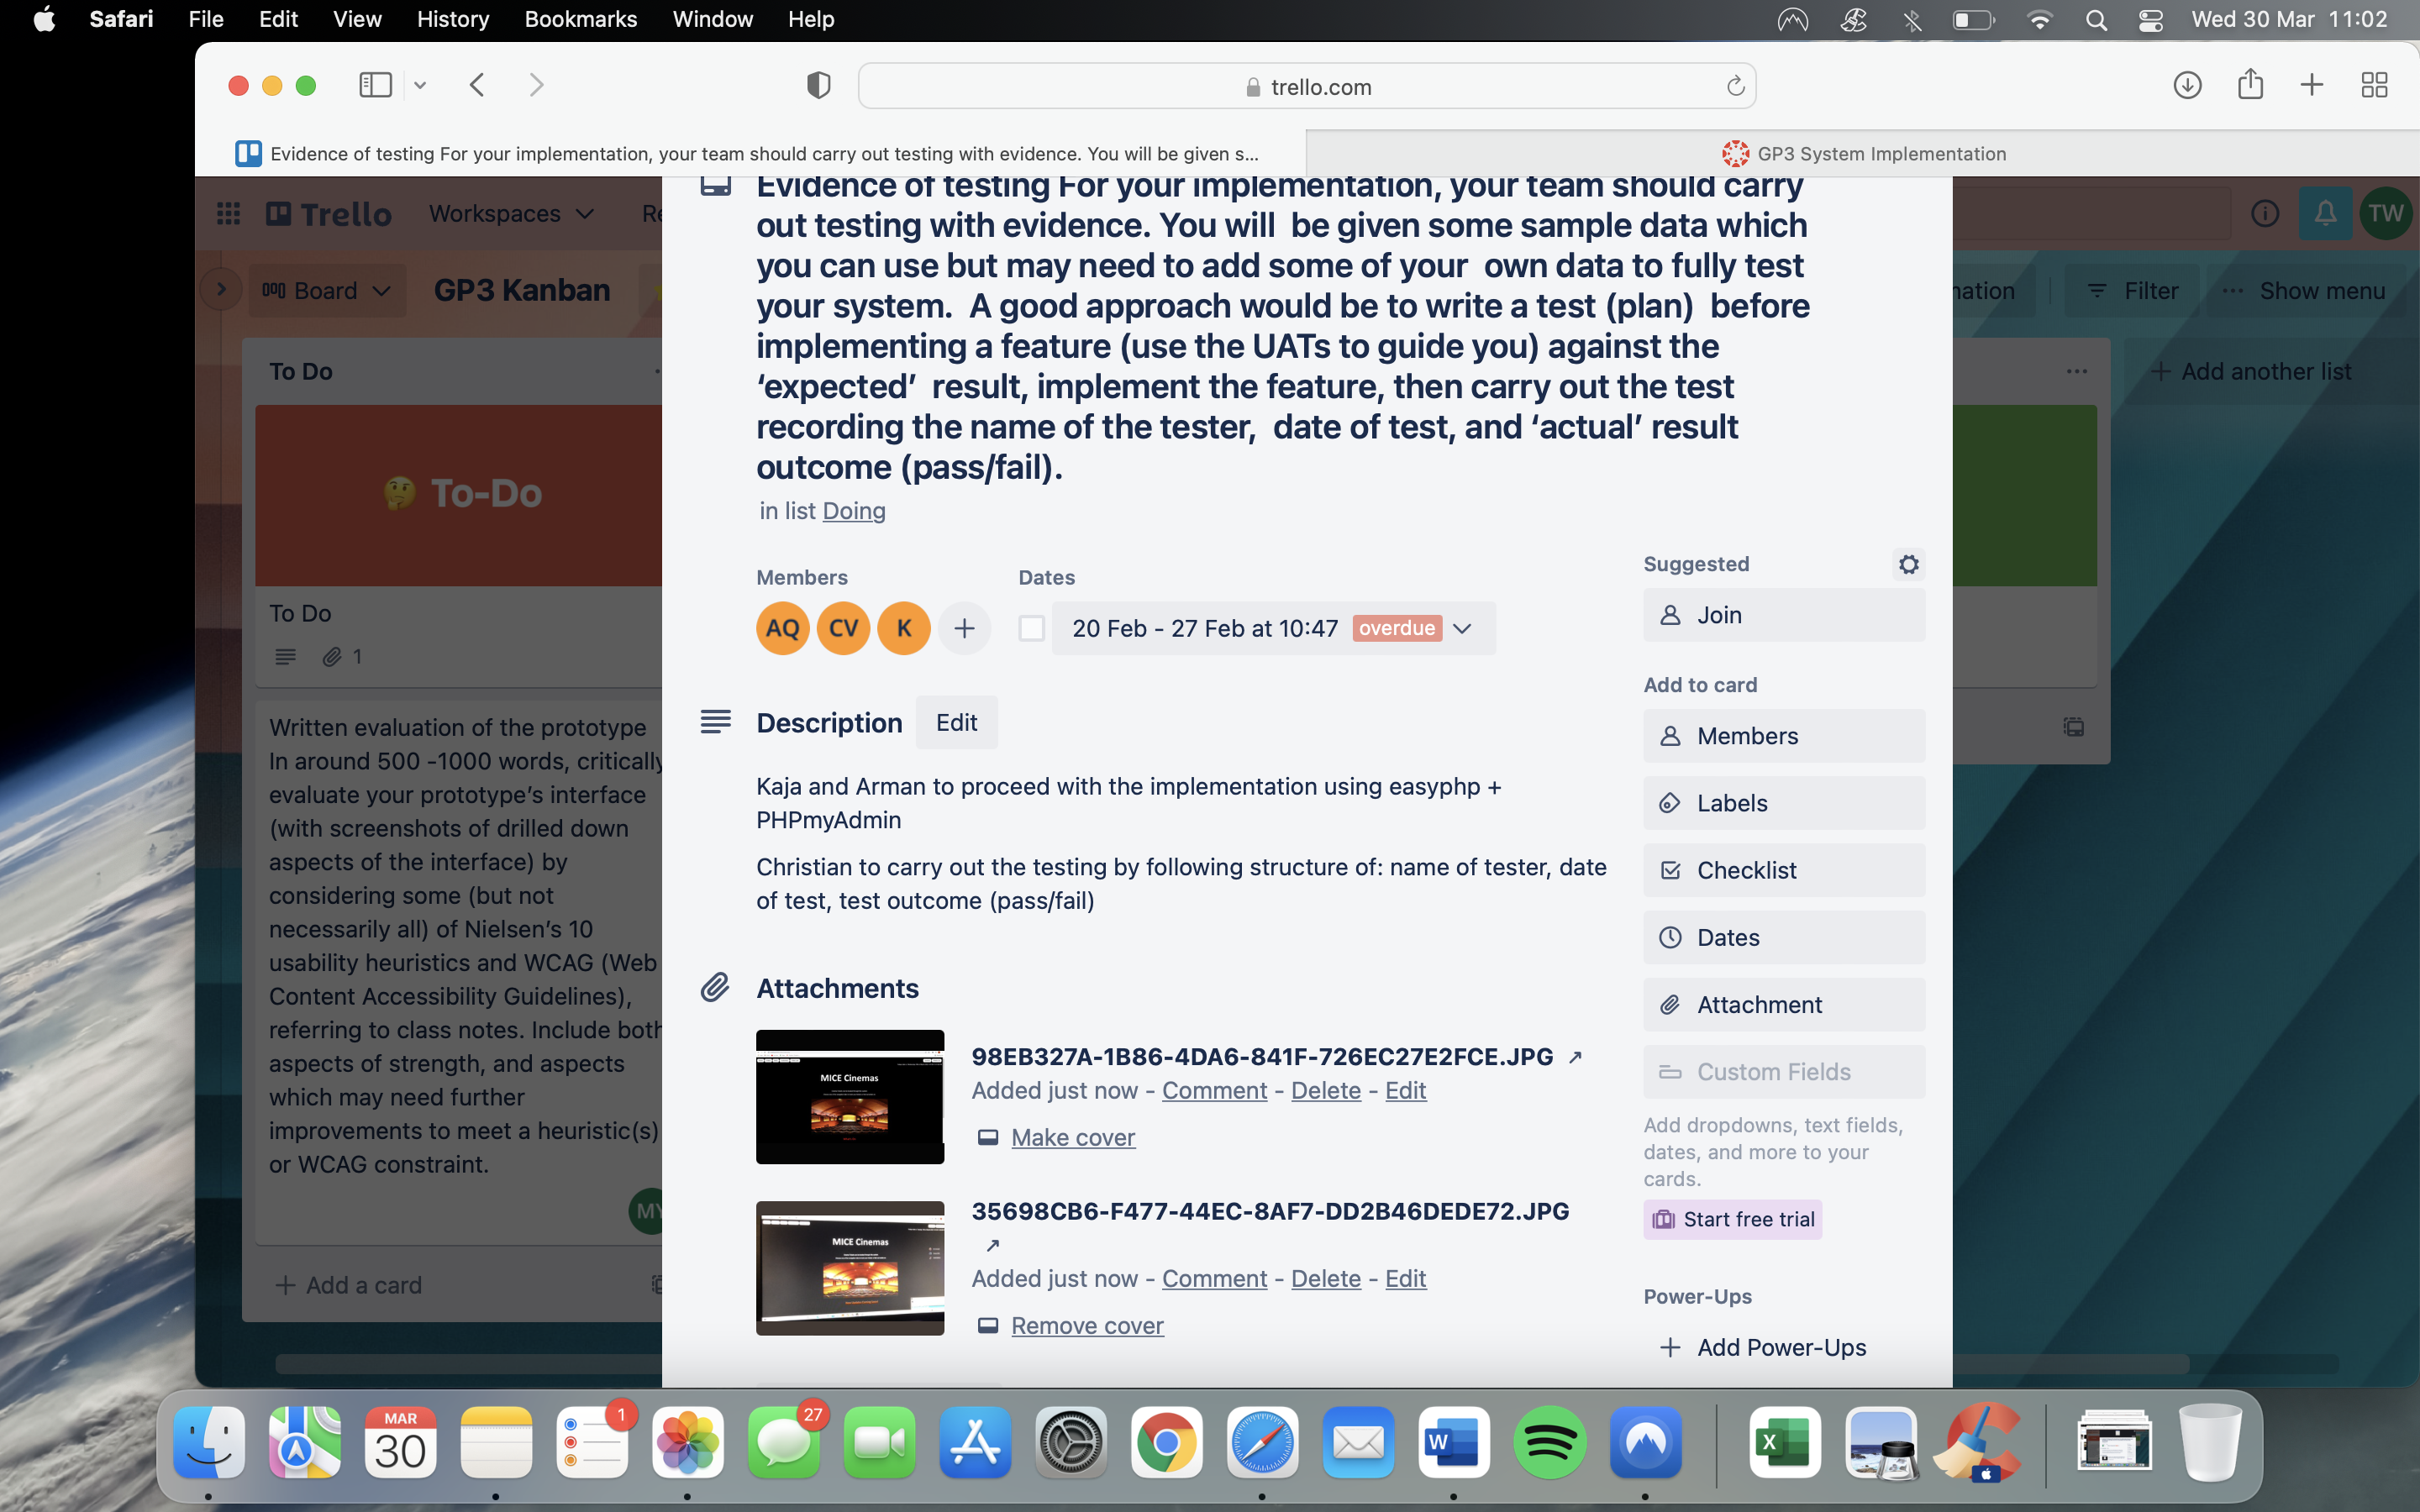 Safari File Edit View History Bookmarks Window Help Wed 30 Mar 11:02
trello.com
Evidence of testing For your implementation, your team should carry out testing with evidence. You will be given s...
GP3 System Implementation
Trello Workspaces Re
TW
Board GP3 Kanban
nation Filter ... Show menu
To Do
🤔 To-Do
To Do
1
Written evaluation of the prototype
In around 500 -1000 words, critically
evaluate your prototype's interface
(with screenshots of drilled down
aspects of the interface) by
considering some (but not
necessarily all) of Nielsen's 10
usability heuristics and WCAG (Web
Content Accessibility Guidelines),
referring to class notes. Include both
aspects of strength, and aspects
which may need further
improvements to meet a heuristic(s)
or WCAG constraint.
MY
+ Add a card
Evidence of testing For your implementation, your team should carry
out testing with evidence. You will  be given some sample data which
you can use but may need to add some of your  own data to fully test
your system.  A good approach would be to write a test (plan)  before
implementing a feature (use the UATs to guide you) against the
‘expected’  result, implement the feature, then carry out the test
recording the name of the tester,  date of test, and ‘actual’ result
outcome (pass/fail).
in list Doing
Members Dates
AQ CV K +
20 Feb - 27 Feb at 10:47 overdue
Description Edit
Kaja and Arman to proceed with the implementation using easyphp +
PHPmyAdmin
Christian to carry out the testing by following structure of: name of tester, date
of test, test outcome (pass/fail)
Attachments
MICE Cinemas
98EB327A-1B86-4DA6-841F-726EC27E2FCE.JPG ↗
Added just now - Comment - Delete - Edit
Make cover
MICE Cinemas
35698CB6-F477-44EC-8AF7-DD2B46DEDE72.JPG
↗
Added just now - Comment - Delete - Edit
Remove cover
Suggested
Join
Add to card
Members
Labels
Checklist
Dates
Attachment
Custom Fields
Add dropdowns, text fields,
dates, and more to your
cards.
Start free trial
Power-Ups
+ Add Power-Ups
+ Add another list
MAR
30
1
27
W
X